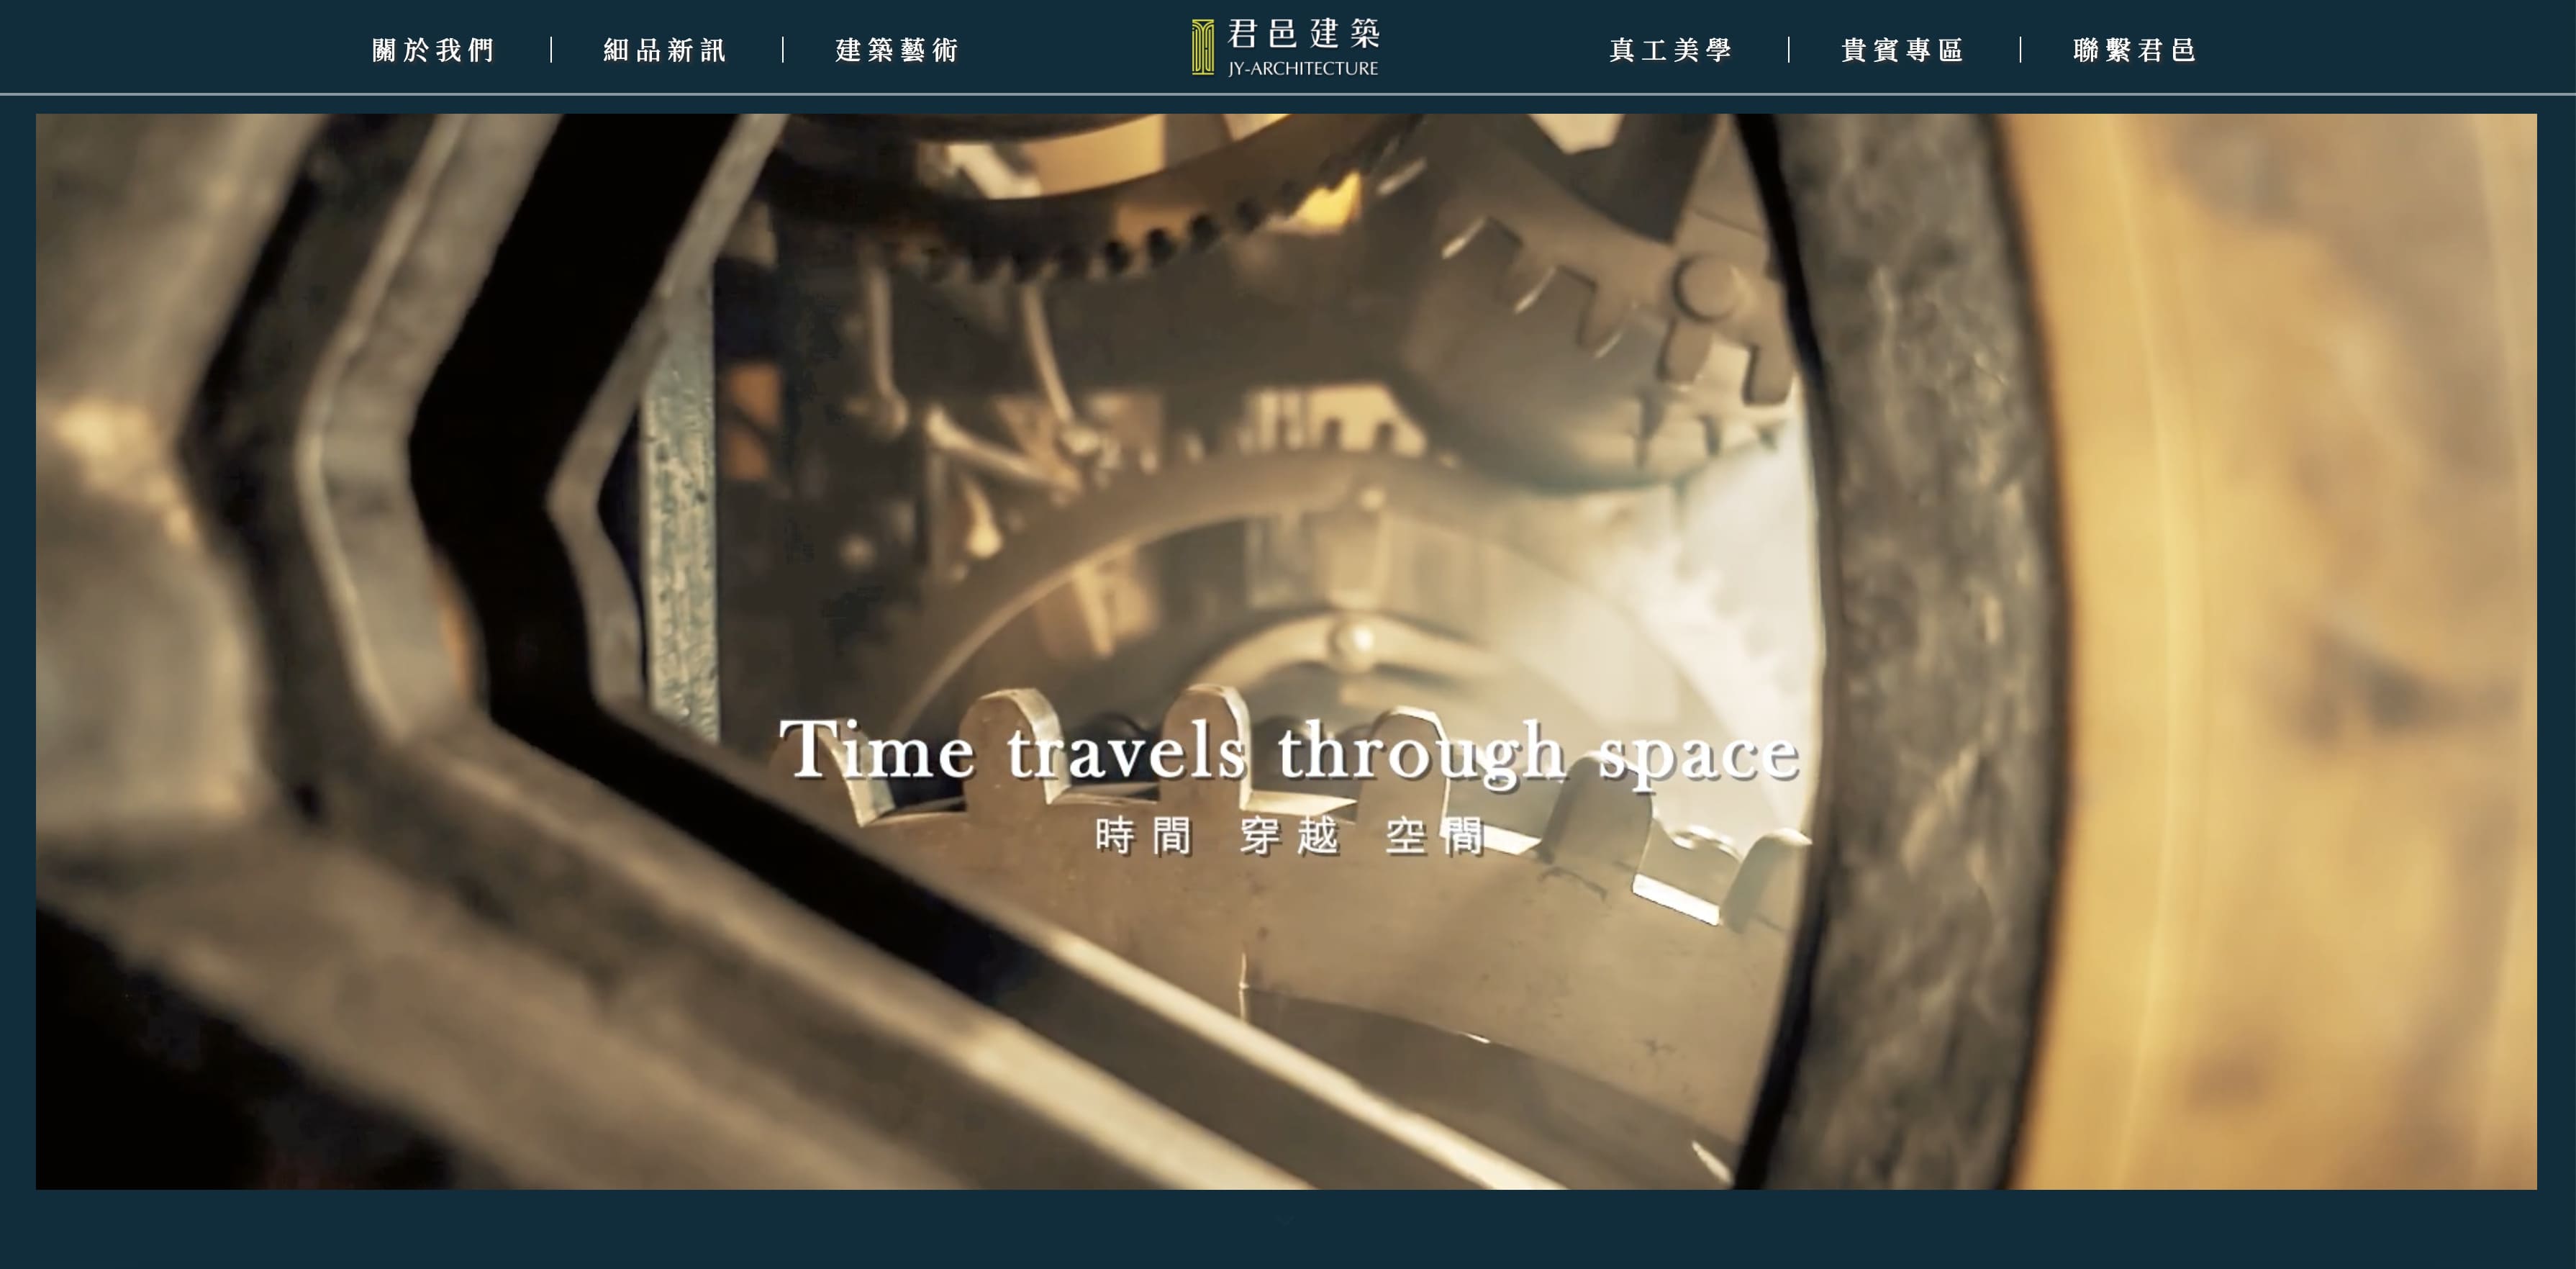 關於我們
細品新訊
建築藝術
君邑建築
JY-ARCHITECTURE
真工美學
貴賓專區
聯繫君邑
Time travels through space
時間 穿越 空間